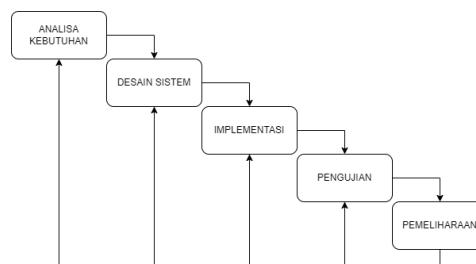 ANALISA
KEBUTUHAN
DESAIN SISTEM
IMPLEMENTASI
PENGUJIAN
PEMELIHARAAN